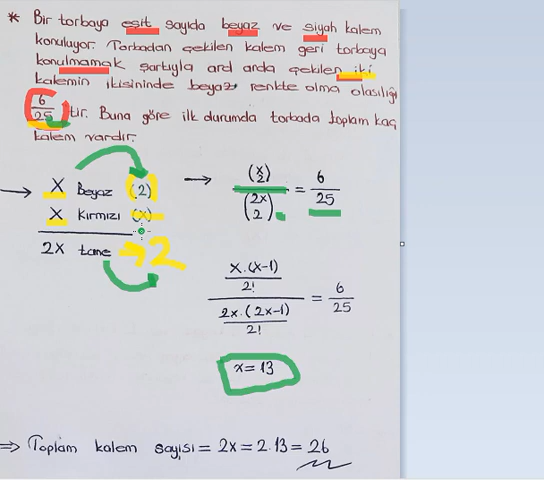 * Bir torbaya eşit sayıda beyaz ve siyah kalem
konuluyor. Torbadan çekilen kalem geri torbaya
konulmamak şartıyla ard arda çekilen iki
kalemin ikisininde beyaz renkte olma olasılığı
6/25 tir. Buna göre ilk durumda torbada toplam kaç
kalem vardır.
→ X Beyaz (2)
X Kırmızı (x)
2X tane → 2
→ (x 2) / (2x 2) = 6/25
x.(x-1)/2! / 2x.(2x-1)/2! = 6/25
x=13
⇒ Toplam kalem sayısı = 2x = 2.13 = 26